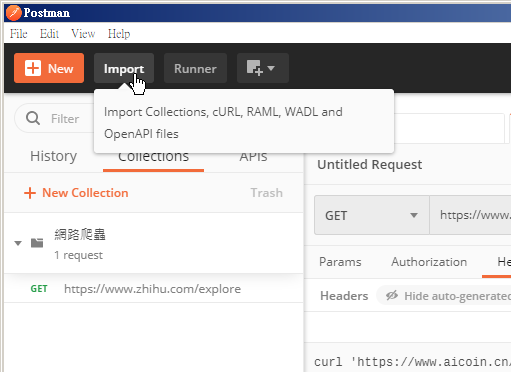 Postman
File Edit View Help
New Import Runner
Import Collections, cURL, RAML, WADL and
OpenAPI files
Filter
History Collections APIs
New Collection Trash
網路爬蟲
1 request
GET https://www.zhihu.com/explore
Untitled Request
GET https://www.
Params Authorization He
Headers Hide auto-generated
curl 'https://www.aicoin.cn/